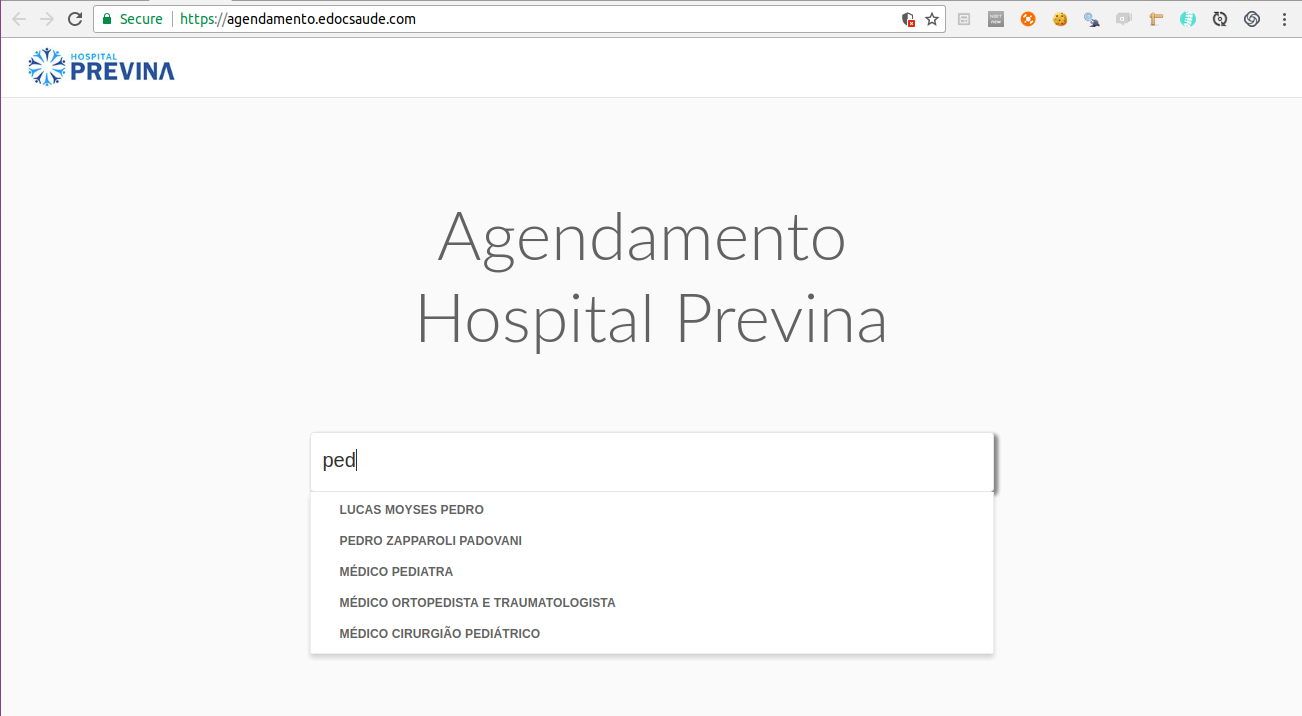 Secure https://agendamento.edocsaude.com
HOSPITAL
PREVINA
Agendamento
Hospital Previna
ped
LUCAS MOYSES PEDRO
PEDRO ZAPPAROLI PADOVANI
MÉDICO PEDIATRA
MÉDICO ORTOPEDISTA E TRAUMATOLOGISTA
MÉDICO CIRURGIÃO PEDIÁTRICO